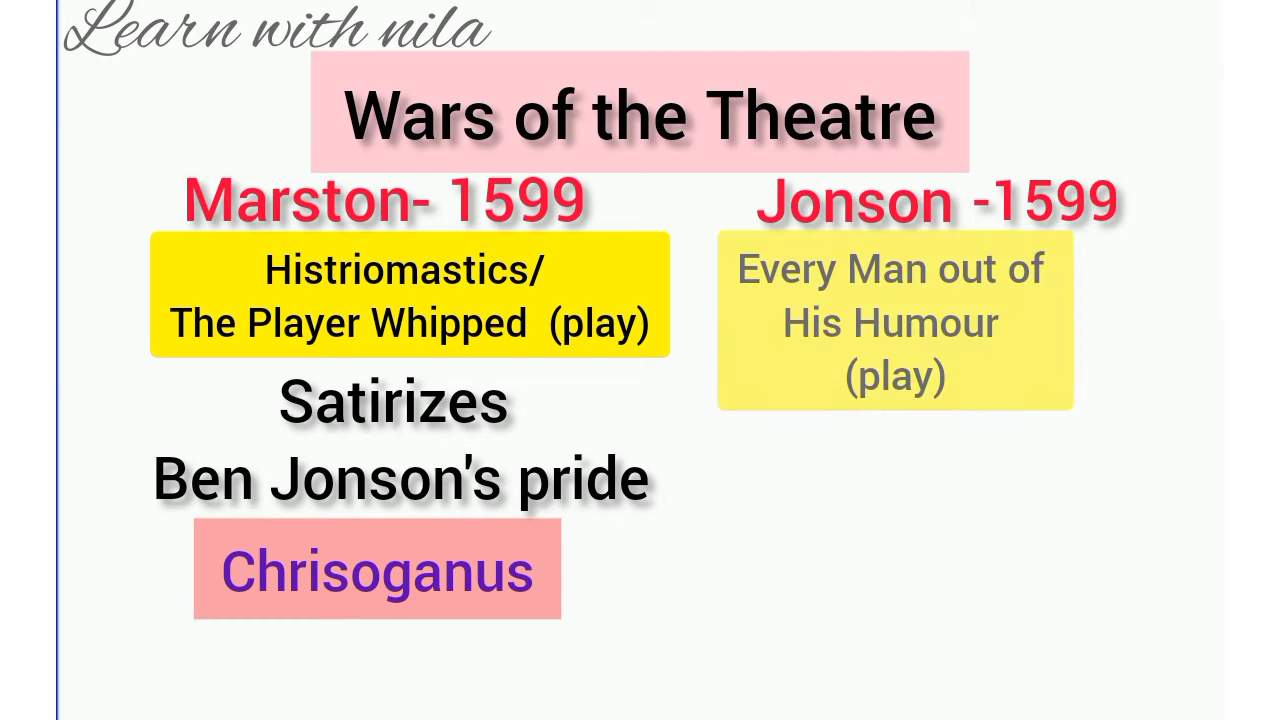 Learn with nila
Wars of the Theatre
Marston- 1599
Histriomastics/
The Player Whipped (play)
Satirizes
Ben Jonson's pride
Chrisoganus
Jonson -1599
Every Man out of
His Humour
(play)